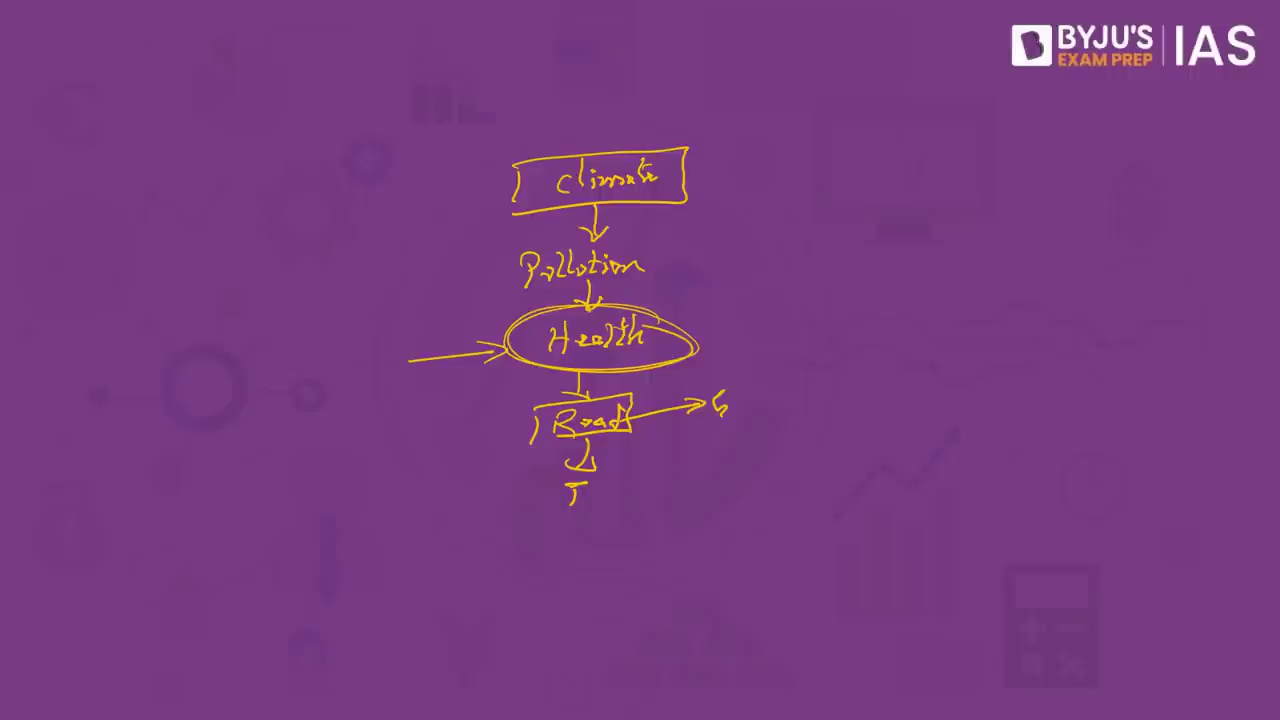 BYJU'S
EXAM PREP
IAS
Climate
Pollution
Health
Road
T